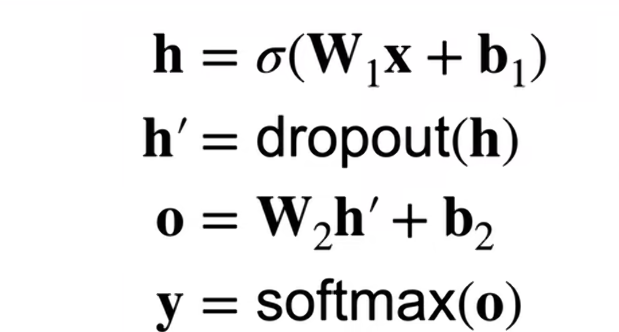 h = σ(W₁x + b₁)
h′ = dropout(h)
o = W₂h′ + b₂
y = softmax(o)